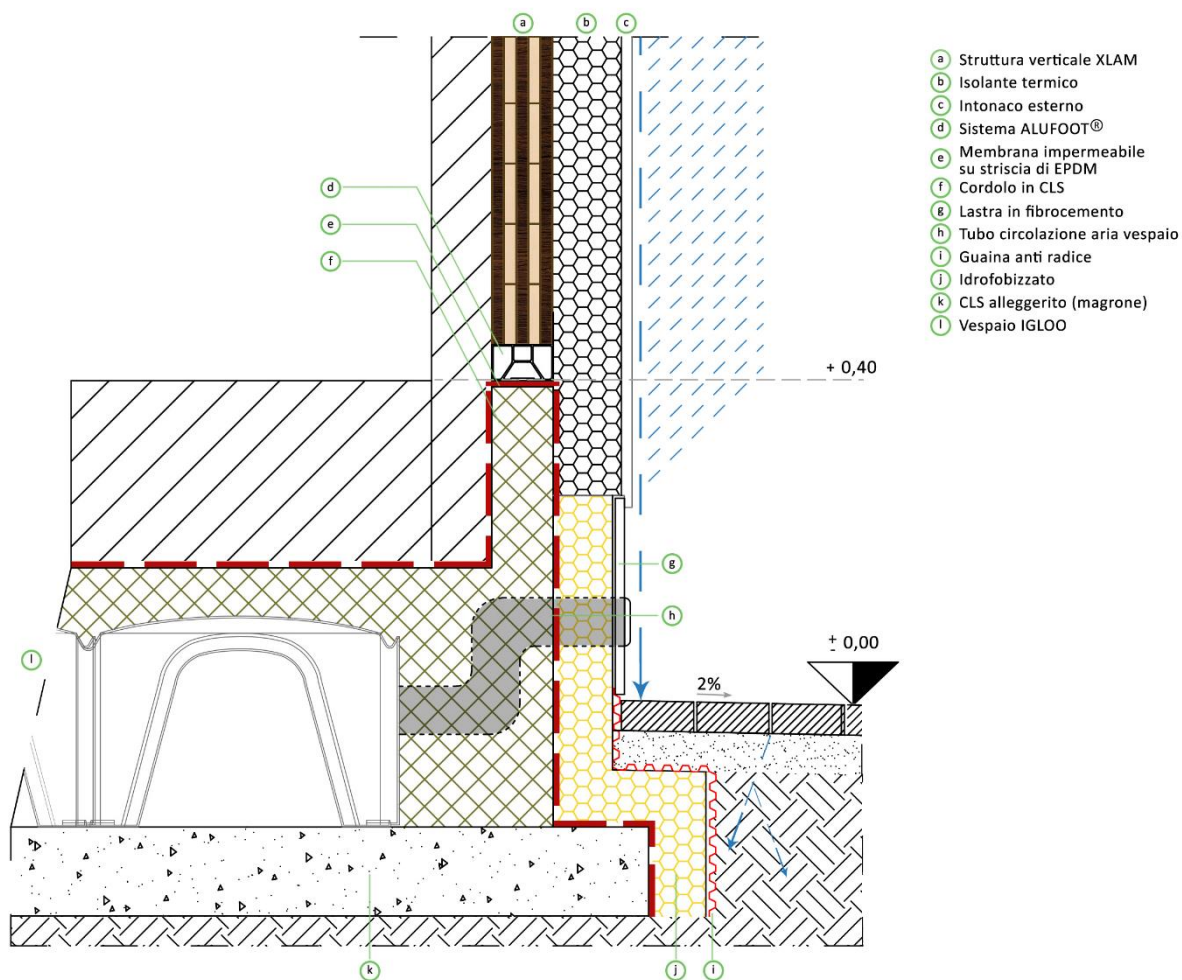 a b c
a Struttura verticale XLAM
b Isolante termico
c Intonaco esterno
d Sistema ALUFOOT®
e Membrana impermeabile
su striscia di EPDM
f Cordolo in CLS
g Lastra in fibrocemento
h Tubo circolazione aria vespaio
i Guaina anti radice
j Idrofobizzato
k CLS alleggerito (magrone)
l Vespaio IGLOO
d
e
f
+ 0,40
g
h
± 0,00
l
2%
k j i